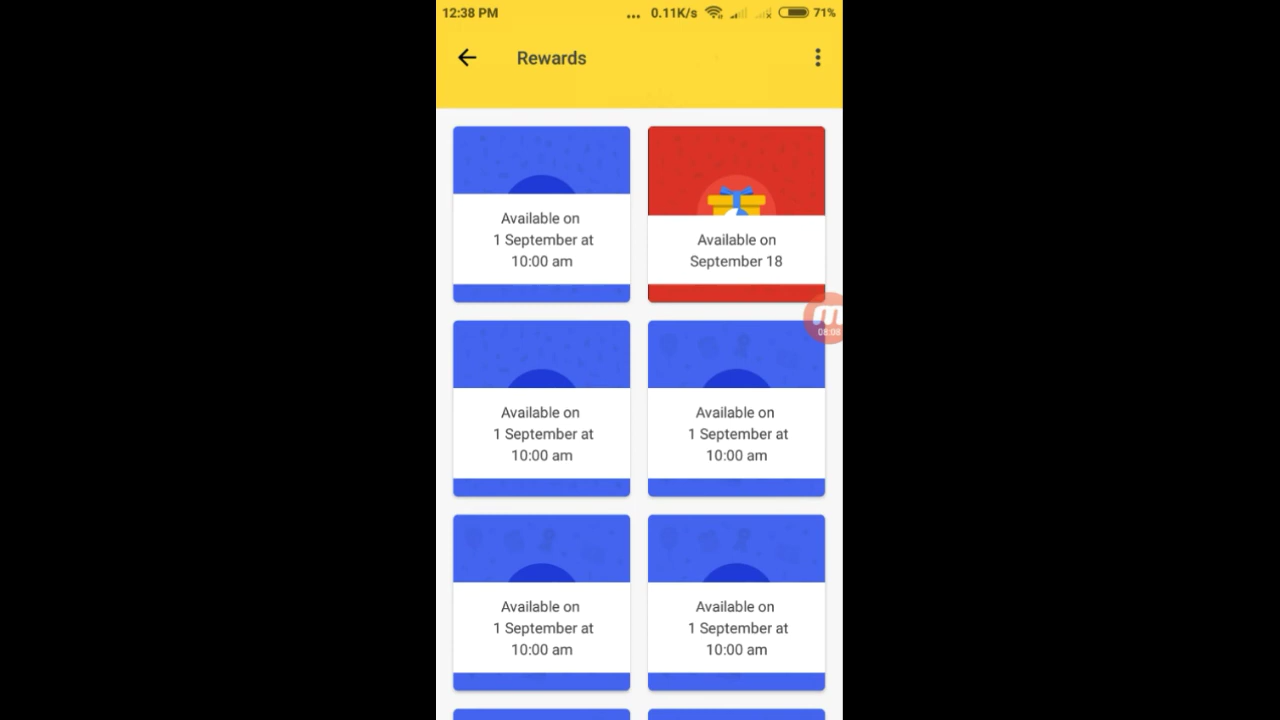 12:38 PM ... 0.11K/s 71%
Rewards
Available on
1 September at
10:00 am
Available on
September 18
08:08
Available on
1 September at
10:00 am
Available on
1 September at
10:00 am
Available on
1 September at
10:00 am
Available on
1 September at
10:00 am